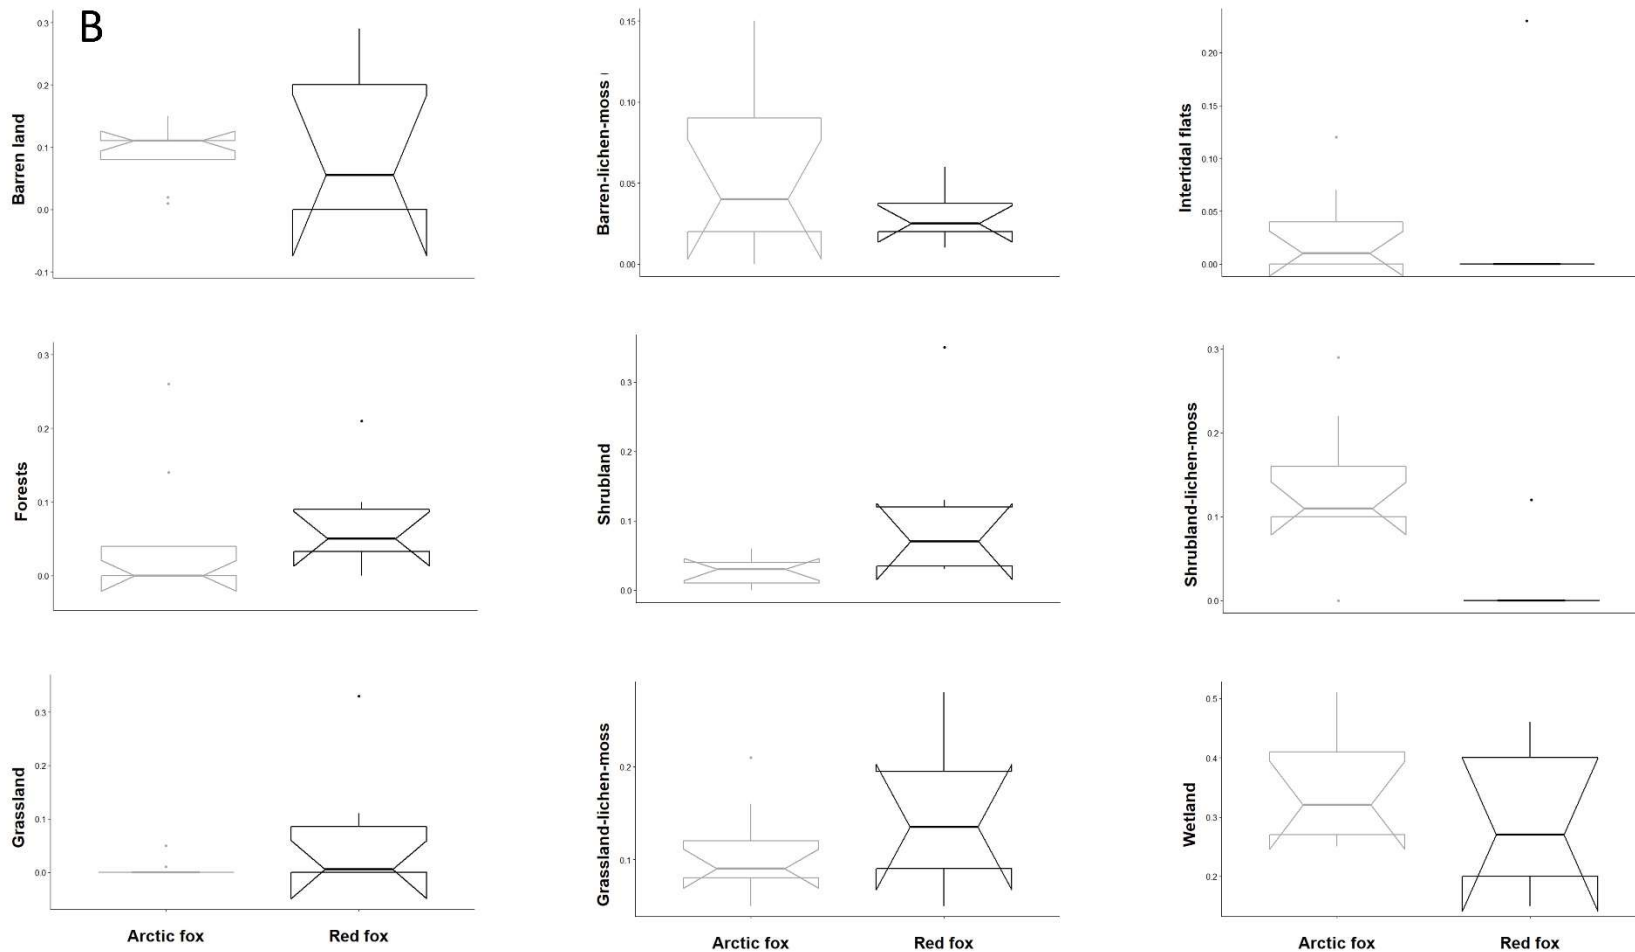 B
Barren land
0.3
0.2
0.1
0.0
-0.1
Barren-lichen-moss
0.15
0.10
0.05
0.00
Intertidal flats
0.20
0.15
0.10
0.05
0.00
Forests
0.3
0.2
0.1
0.0
Shrubland
0.3
0.2
0.1
0.0
Shrubland-lichen-moss
0.3
0.2
0.1
0.0
Grassland
0.3
0.2
0.1
0.0
Grassland-lichen-moss
0.2
0.1
Wetland
0.5
0.4
0.3
0.2
Arctic fox Red fox
Arctic fox Red fox
Arctic fox Red fox